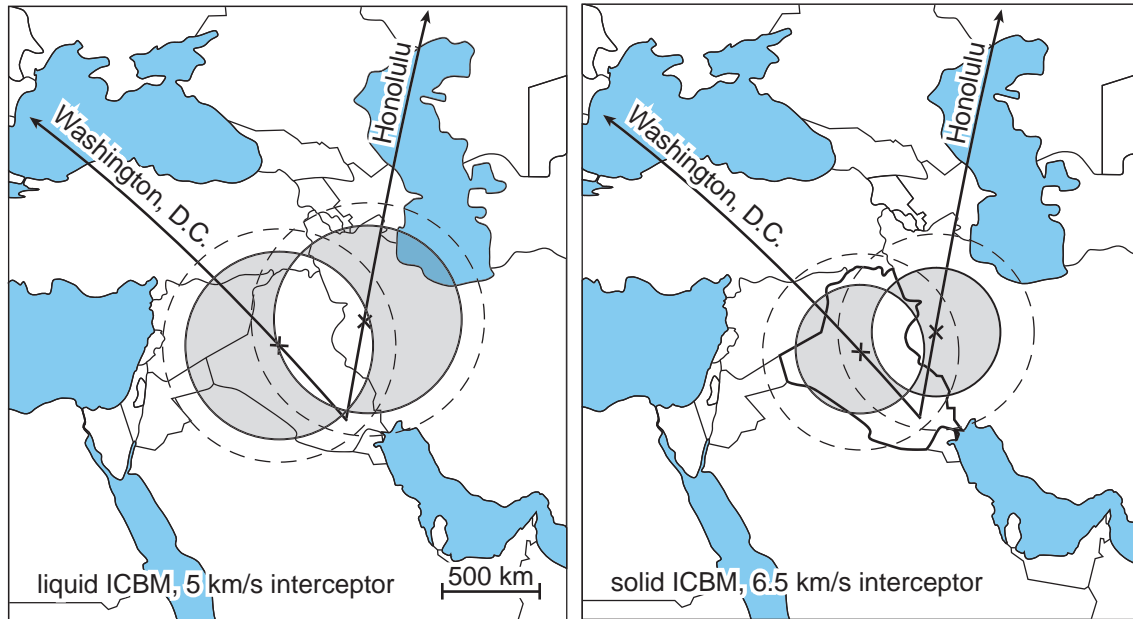 Washington, D.C.
Honolulu
liquid ICBM, 5 km/s interceptor
500 km
Washington, D.C.
Honolulu
solid ICBM, 6.5 km/s interceptor